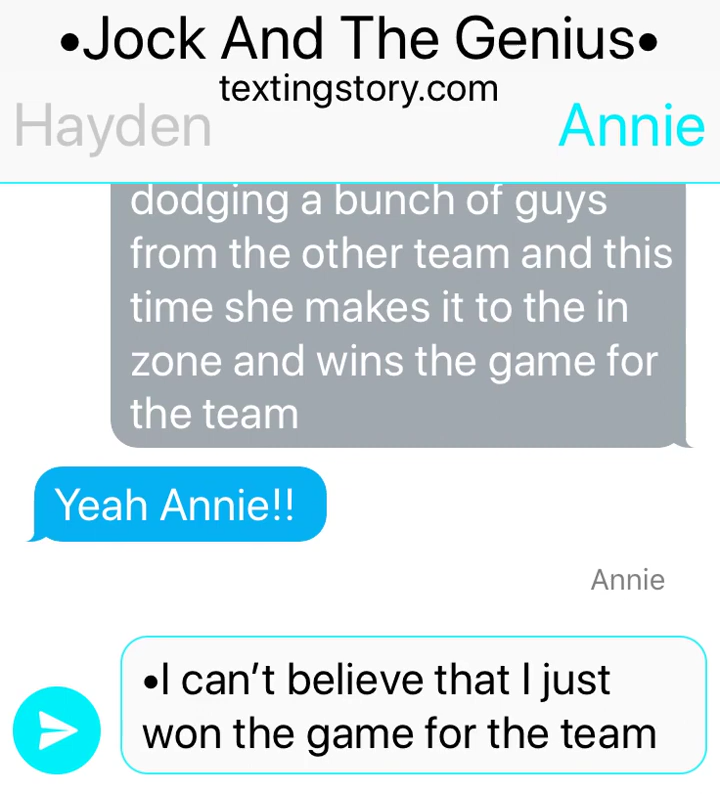 •Jock And The Genius•
textingstory.com
Hayden
Annie
dodging a bunch of guys
from the other team and this
time she makes it to the in
zone and wins the game for
the team
Yeah Annie!!
Annie
•I can’t believe that I just
won the game for the team